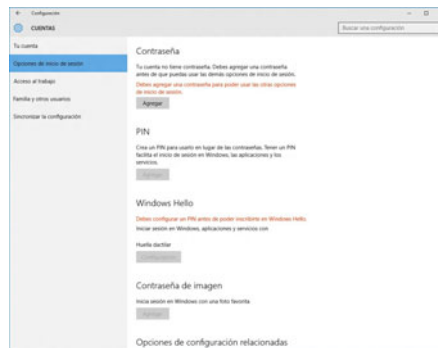 Configuración
CUENTAS
Buscar una configuración
Tu cuenta
Opciones de inicio de sesión
Acceso al trabajo
Familia y otros usuarios
Sincronizar la configuración
Contraseña
Tu cuenta no tiene contraseña. Debes agregar una contraseña
antes de que puedas usar las demás opciones de inicio de sesión.
Debes agregar una contraseña para poder usar las otras opciones
de inicio de sesión.
Agregar
PIN
Crea un PIN para usarlo en lugar de las contraseñas. Tener un PIN
facilita el inicio de sesión en Windows, las aplicaciones y los
servicios.
Agregar
Windows Hello
Debes configurar un PIN antes de poder inscribirte en Windows Hello.
Iniciar sesión en Windows, aplicaciones y servicios con
Huella dactilar
Configuración
Contraseña de imagen
Inicia sesión en Windows con una foto favorita
Agregar
Opciones de configuración relacionadas